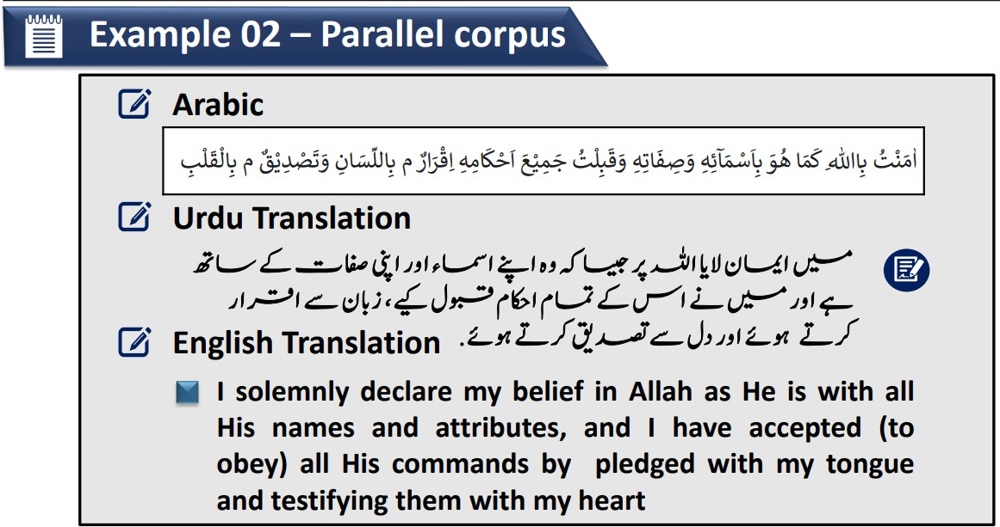 Example 02 – Parallel corpus
Arabic
اٰمَنْتُ بِاللّٰهِ كَمَا هُوَ بِاَسْمَآئِهٖ وَصِفَاتِهٖ وَقَبِلْتُ جَمِيْعَ اَحْكَامِهٖ اِقْرَارٌ م بِاللِّسَانِ وَتَصْدِيْقٌ م بِالْقَلْبِ
Urdu Translation
میں ایمان لایا اللہ پر جیسا کہ وہ اپنے اسماء اور اپنی صفات کے ساتھ
ہے اور میں نے اس کے تمام احکام قبول کیے، زبان سے اقرار
کرتے ہوئے اور دل سے تصدیق کرتے ہوئے.
English Translation
I solemnly declare my belief in Allah as He is with all
His names and attributes, and I have accepted (to
obey) all His commands by pledged with my tongue
and testifying them with my heart